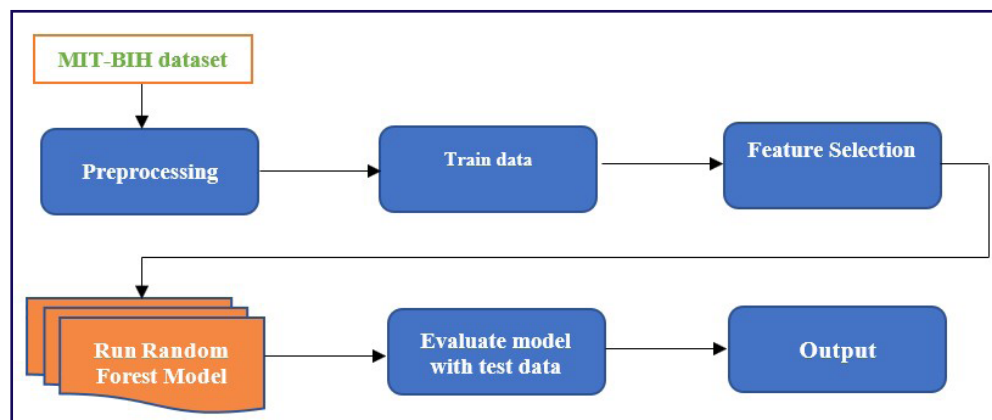 MIT-BIH dataset
Preprocessing
Train data
Feature Selection
Run Random
Forest Model
Evaluate model
with test data
Output